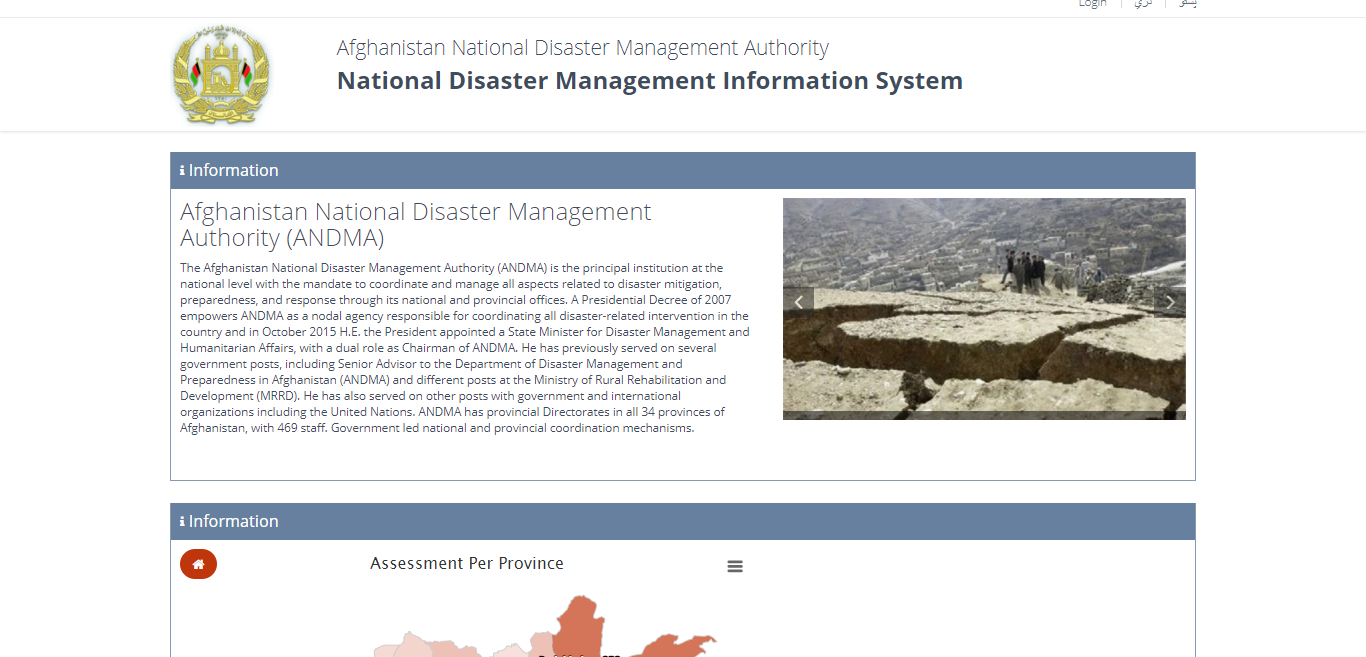 Login
دري
پښتو
Afghanistan National Disaster Management Authority
National Disaster Management Information System
Information
Afghanistan National Disaster Management
Authority (ANDMA)
The Afghanistan National Disaster Management Authority (ANDMA) is the principal institution at the
national level with the mandate to coordinate and manage all aspects related to disaster mitigation,
preparedness, and response through its national and provincial offices. A Presidential Decree of 2007
empowers ANDMA as a nodal agency responsible for coordinating all disaster-related intervention in the
country and in October 2015 H.E. the President appointed a State Minister for Disaster Management and
Humanitarian Affairs, with a dual role as Chairman of ANDMA. He has previously served on several
government posts, including Senior Advisor to the Department of Disaster Management and
Preparedness in Afghanistan (ANDMA) and different posts at the Ministry of Rural Rehabilitation and
Development (MRRD). He has also served on other posts with government and international
organizations including the United Nations. ANDMA has provincial Directorates in all 34 provinces of
Afghanistan, with 469 staff. Government led national and provincial coordination mechanisms.
Information
Assessment Per Province